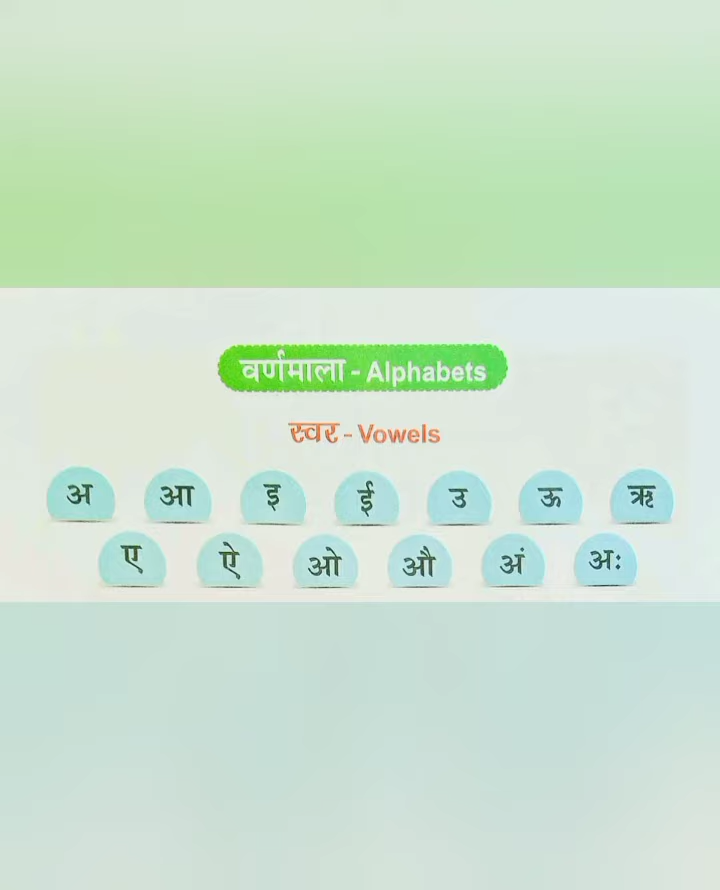 वर्णमाला - Alphabets
स्वर - Vowels
अ आ इ ई उ ऊ ऋ
ए ऐ ओ औ अं अः